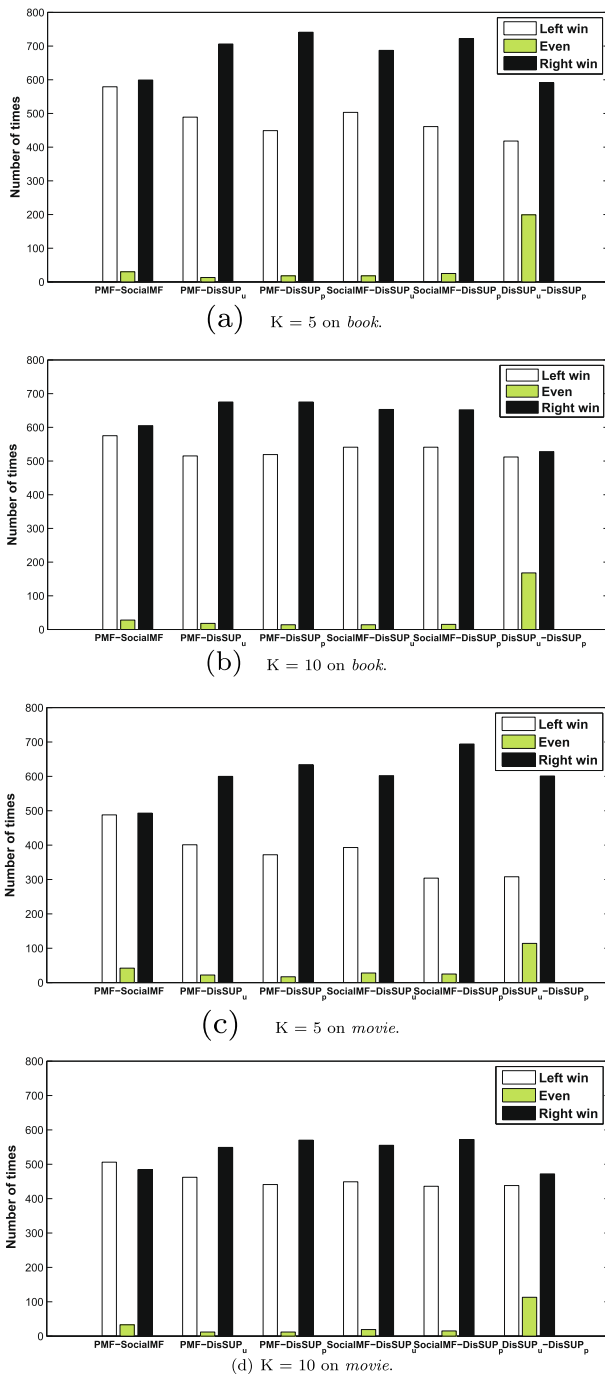 800
700
600
500
400
300
200
100
0
Number of times
Left win
Even
Right win
PMF−SocialMF PMF−DisSUPu PMF−DisSUPp SocialMF−DisSUPu SocialMF−DisSUPp DisSUPu−DisSUPp
(a) K = 5 on book.
800
700
600
500
400
300
200
100
0
Number of times
Left win
Even
Right win
PMF−SocialMF PMF−DisSUPu PMF−DisSUPp SocialMF−DisSUPu SocialMF−DisSUPp DisSUPu−DisSUPp
(b) K = 10 on book.
800
700
600
500
400
300
200
100
0
Number of times
Left win
Even
Right win
PMF−SocialMF PMF−DisSUPu PMF−DisSUPp SocialMF−DisSUPu SocialMF−DisSUPp DisSUPu−DisSUPp
(c) K = 5 on movie.
800
700
600
500
400
300
200
100
0
Number of times
Left win
Even
Right win
PMF−SocialMF PMF−DisSUPu PMF−DisSUPp SocialMF−DisSUPu SocialMF−DisSUPp DisSUPu−DisSUPp
(d) K = 10 on movie.